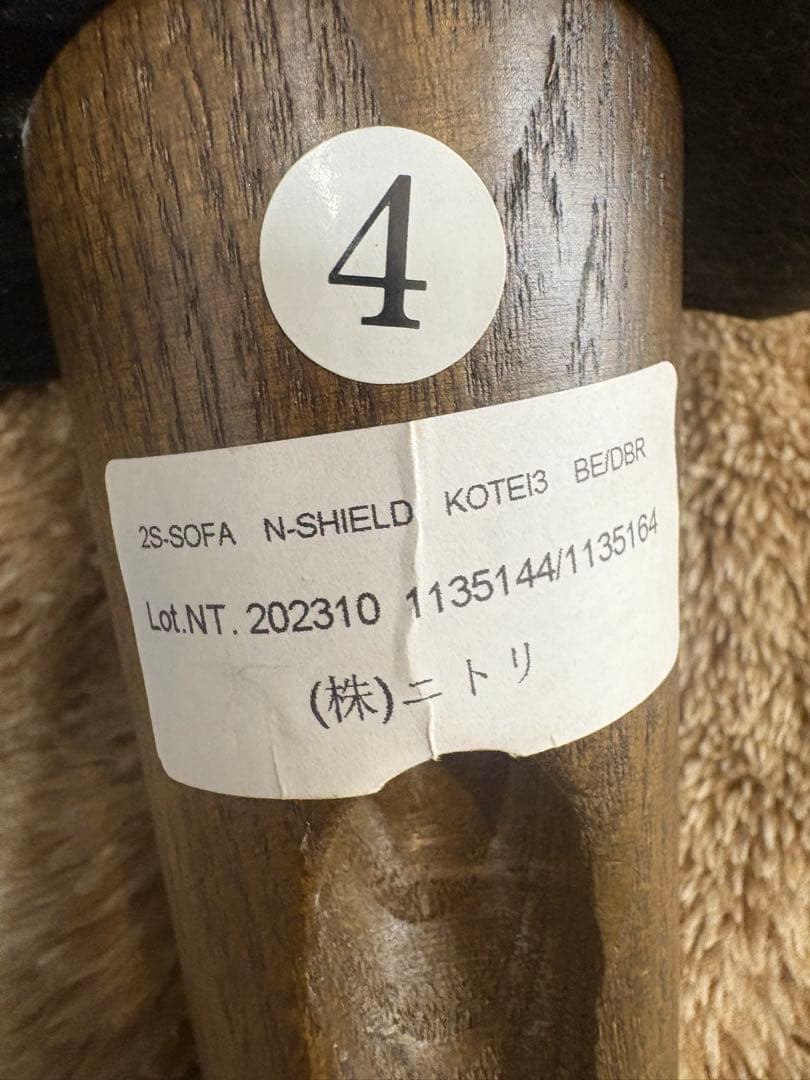 4
2S-SOFA N-SHIELD KOTEI3 BE/DBR
Lot.NT. 202310 1135144/1135164
(株)ニトリ